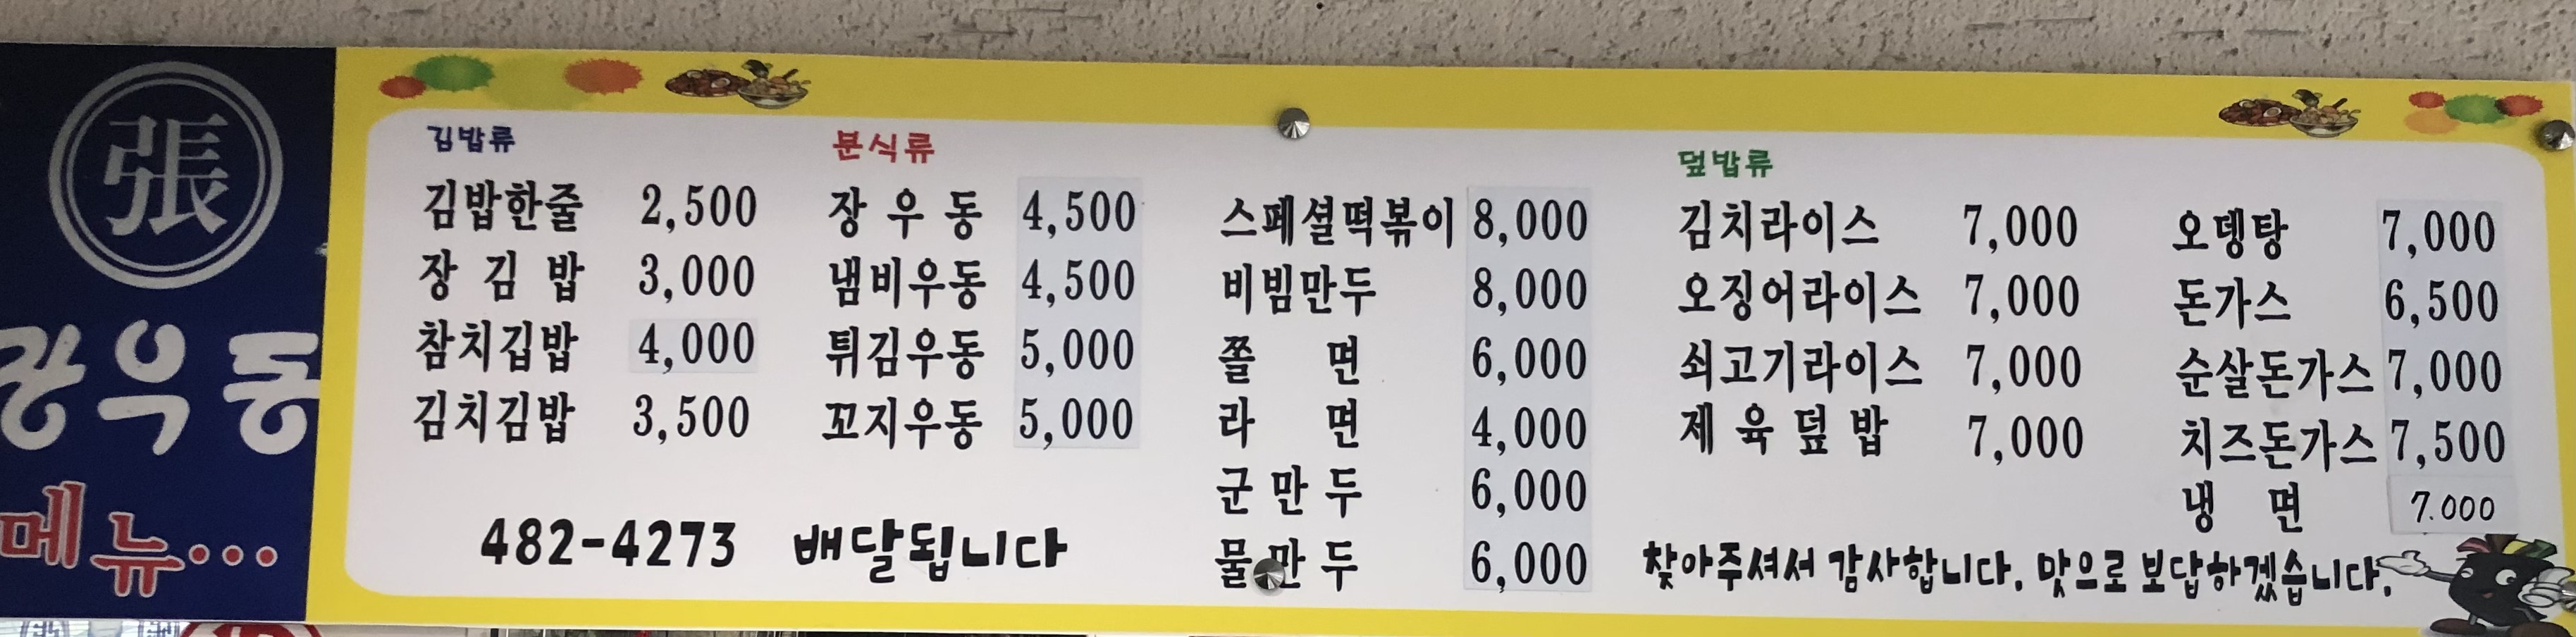 張
장우동
메뉴...
김밥류
김밥한줄 2,500
장 김 밥 3,000
참치김밥 4,000
김치김밥 3,500
분식류
장 우 동 4,500
냄비우동 4,500
튀김우동 5,000
꼬지우동 5,000
스페셜떡볶이 8,000
비빔만두 8,000
쫄 면 6,000
라 면 4,000
군 만 두 6,000
물 만 두 6,000
덮밥류
김치라이스 7,000
오징어라이스 7,000
쇠고기라이스 7,000
제 육 덮 밥 7,000
오뎅탕 7,000
돈가스 6,500
순살돈가스 7,000
치즈돈가스 7,500
냉 면 7.000
482-4273 배달됩니다
찾아주셔서 감사합니다. 맛으로 보답하겠습니다.